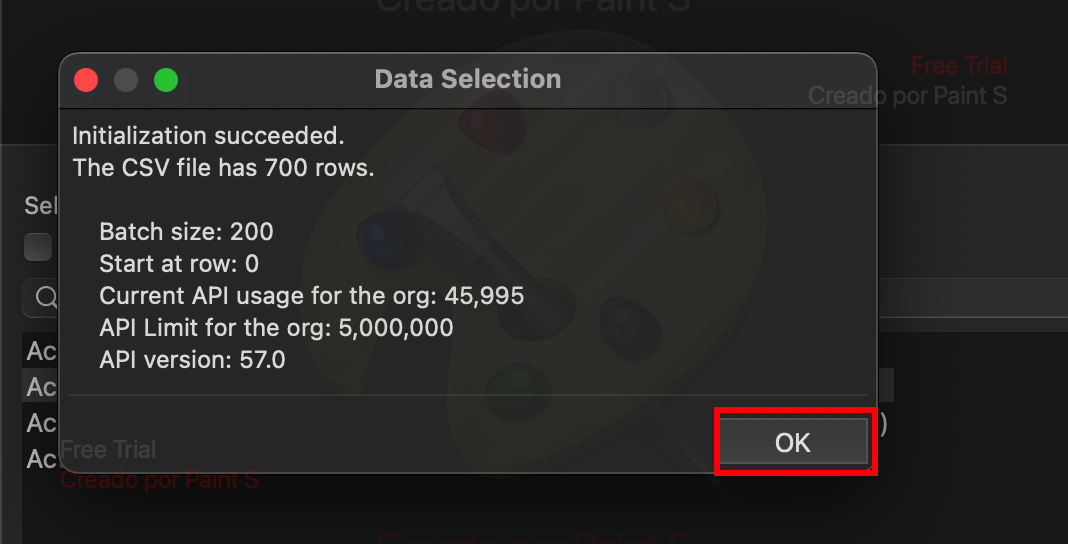 Creado por Paint S
Free Trial
Data Selection
Creado por Paint S
Initialization succeeded.
The CSV file has 700 rows.
Sel
Batch size: 200
Start at row: 0
Current API usage for the org: 45,995
API Limit for the org: 5,000,000
API version: 57.0
Ac
Ac
Ac
)
OK
Free Trial
Ac
Creado por Paint S
Creado por Paint S